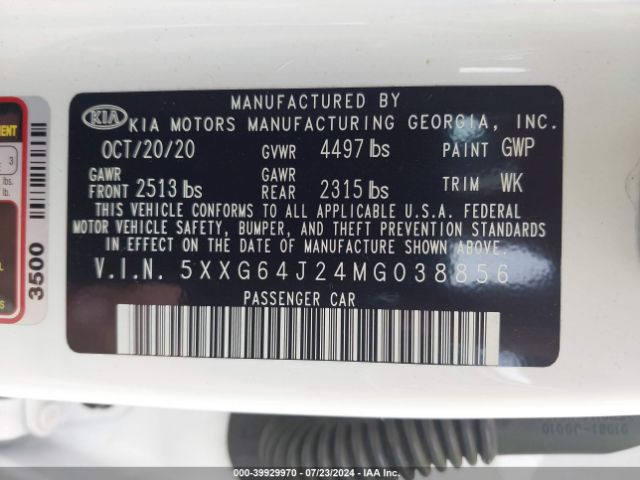 MANUFACTURED BY
KIA KIA MOTORS MANUFACTURING GEORGIA, INC.
OCT/20/20 GVWR 4497 lbs PAINT GWP
GAWR FRONT 2513 lbs GAWR REAR 2315 lbs TRIM WK
THIS VEHICLE CONFORMS TO ALL APPLICABLE U.S.A. FEDERAL
MOTOR VEHICLE SAFETY, BUMPER, AND THEFT PREVENTION STANDARDS
IN EFFECT ON THE DATE OF MANUFACTURE SHOWN ABOVE.
V.I.N. 5XXG64J24MG038856
PASSENGER CAR
3500
3
lbs.
lb.
000-39929970 - 07/23/2024 - IAA Inc.